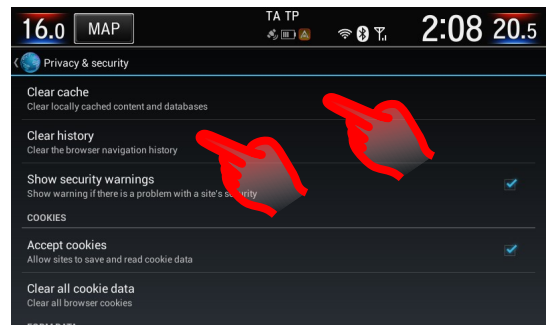 16.0 MAP TA TP 2:08 20.5
Privacy & security
Clear cache
Clear locally cached content and databases
Clear history
Clear the browser navigation history
Show security warnings
Show warning if there is a problem with a site's security
COOKIES
Accept cookies
Allow sites to save and read cookie data
Clear all cookie data
Clear all browser cookies
FORM DATA